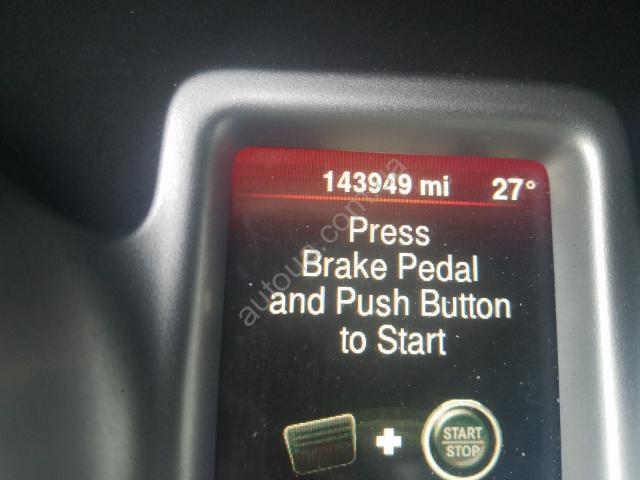 143949 mi 27°
Press
Brake Pedal
and Push Button
to Start
START
STOP